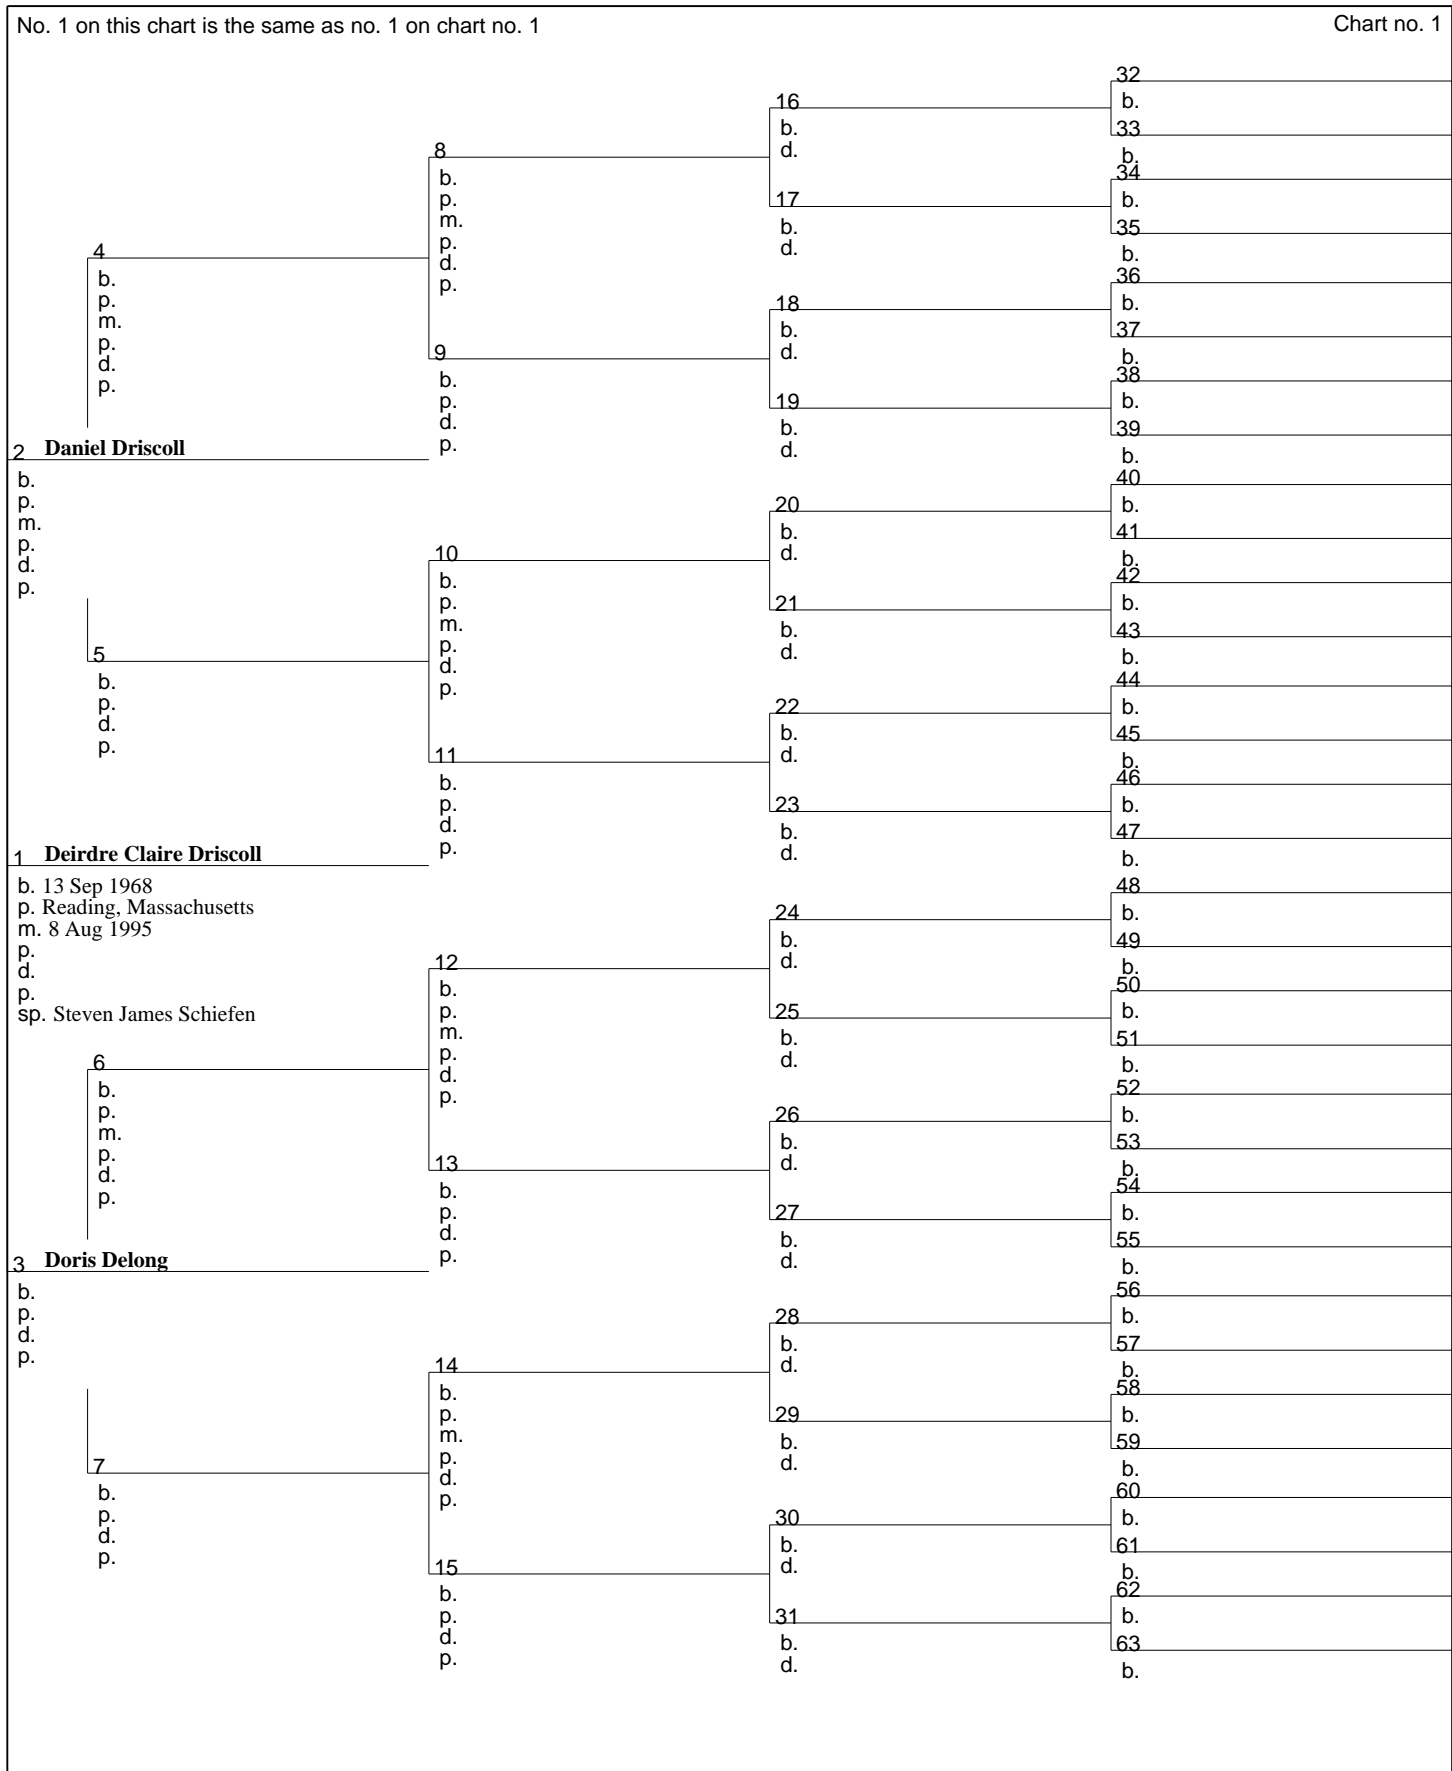 No. 1 on this chart is the same as no. 1 on chart no. 1
Chart no. 1
4
b.
p.
m.
p.
d.
p.
2 Daniel Driscoll
b.
p.
m.
p.
d.
p.
5
b.
p.
d.
p.
1 Deirdre Claire Driscoll
b. 13 Sep 1968
p. Reading, Massachusetts
m. 8 Aug 1995
p.
d.
p.
sp. Steven James Schiefen
6
b.
p.
m.
p.
d.
p.
3 Doris Delong
b.
p.
d.
p.
7
b.
p.
d.
p.
8
b.
p.
m.
p.
d.
p.
9
b.
p.
d.
p.
10
b.
p.
m.
p.
d.
p.
11
b.
p.
d.
p.
12
b.
p.
m.
p.
d.
p.
13
b.
p.
d.
p.
14
b.
p.
m.
p.
d.
p.
15
b.
p.
d.
p.
16
b.
d.
17
b.
d.
18
b.
d.
19
b.
d.
20
b.
d.
21
b.
d.
22
b.
d.
23
b.
d.
24
b.
d.
25
b.
d.
26
b.
d.
27
b.
d.
28
b.
d.
29
b.
d.
30
b.
d.
31
b.
d.
32
b.
33
b.
34
b.
35
b.
36
b.
37
b.
38
b.
39
b.
40
b.
41
b.
42
b.
43
b.
44
b.
45
b.
46
b.
47
b.
48
b.
49
b.
50
b.
51
b.
52
b.
53
b.
54
b.
55
b.
56
b.
57
b.
58
b.
59
b.
60
b.
61
b.
62
b.
63
b.